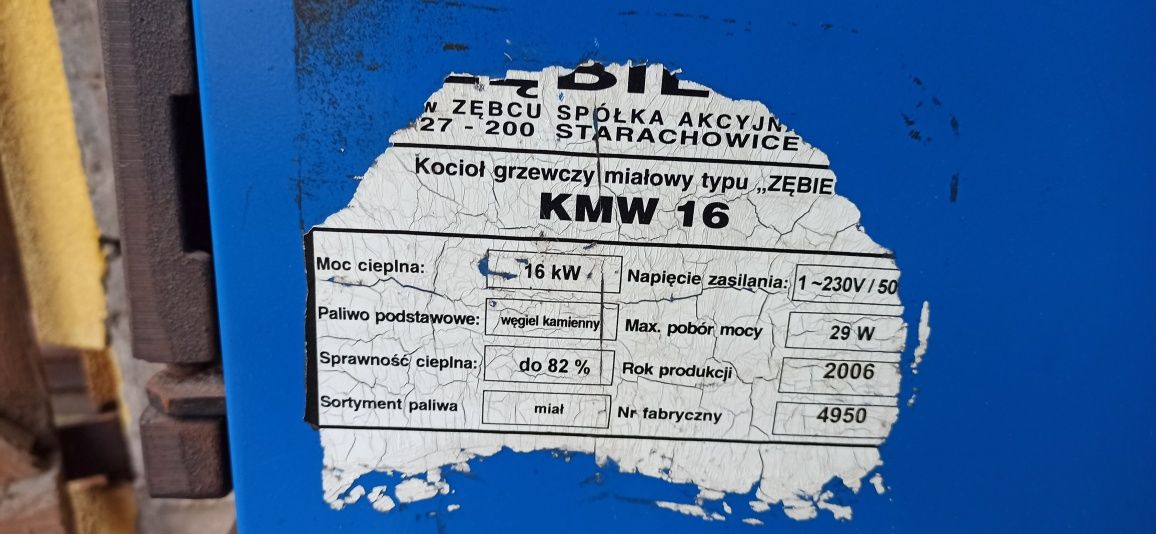 ZĘBIE
w ZĘBCU SPÓŁKA AKCYJN
27 - 200 STARACHOWICE
Kocioł grzewczy miałowy typu „ZĘBIE
KMW 16
Moc cieplna: 16 kW Napięcie zasilania: 1 ~230V / 50
Paliwo podstawowe: węgiel kamienny Max. pobór mocy 29 W
Sprawność cieplna: do 82 % Rok produkcji 2006
Sortyment paliwa miał Nr fabryczny 4950